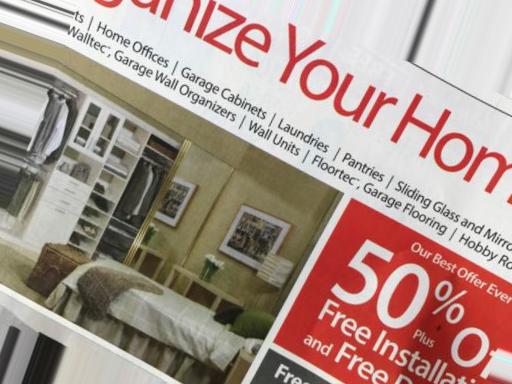 Your Hom
ts | Home Offices | Garage Cabinets | Laundries | Pantries | Sliding Glass and Mirro
Walltec, Garage Wall Organizers | Wall Units | Floortec, Garage Flooring | Hobby Ro
Our Best Offer Ever
50% O
Plus
Free Installati
and Free
Free